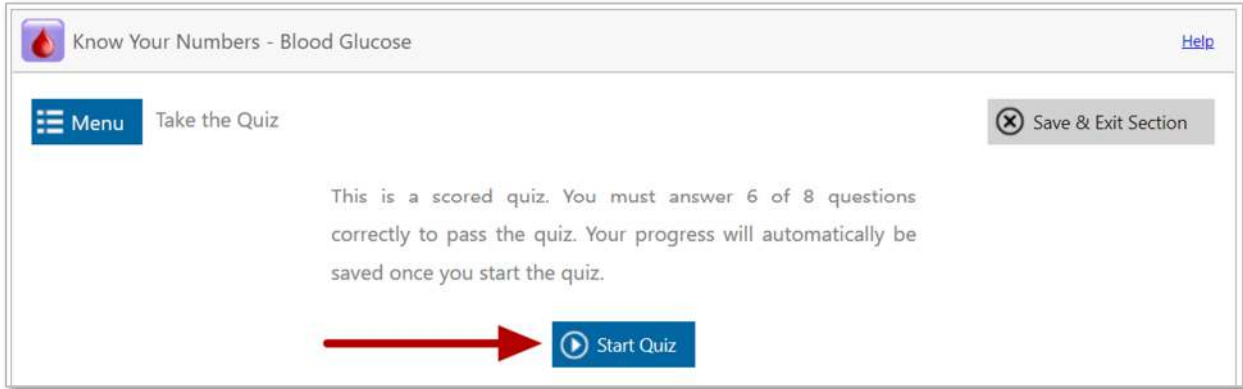 Know Your Numbers - Blood Glucose
Help
Menu
Take the Quiz
Save & Exit Section
This is a scored quiz. You must answer 6 of 8 questions
correctly to pass the quiz. Your progress will automatically be
saved once you start the quiz.
Start Quiz